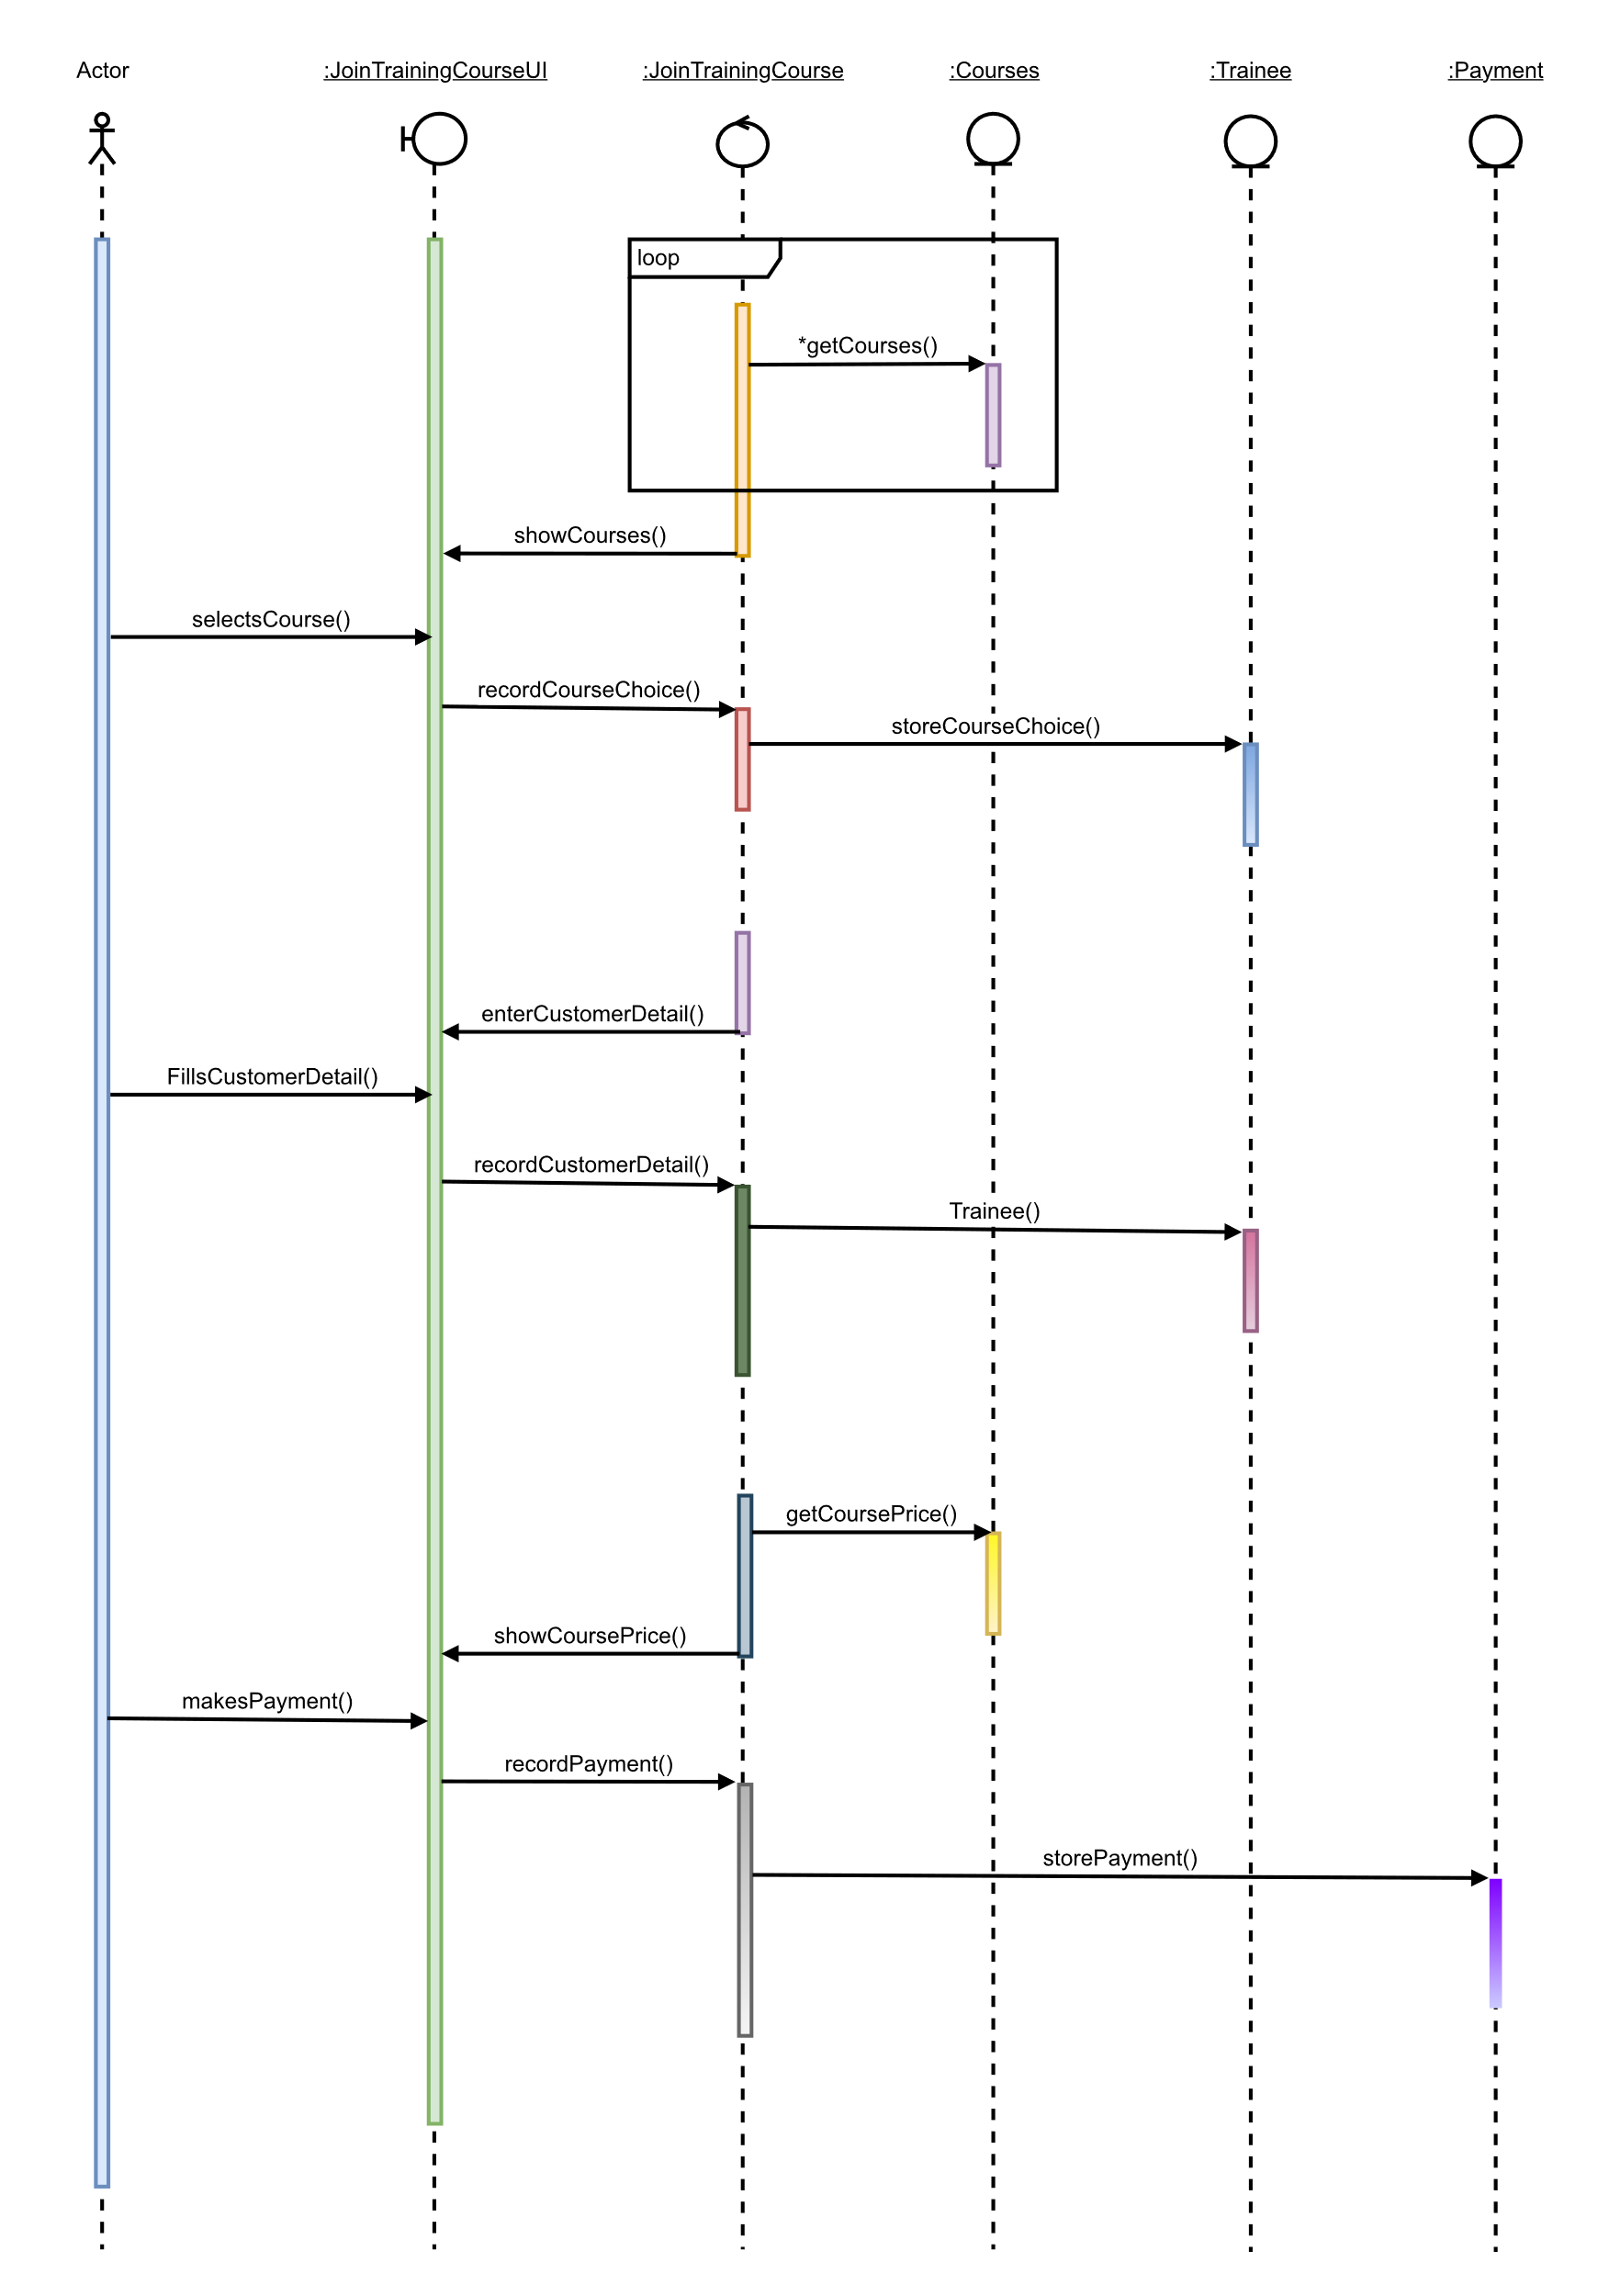 Actor
:JoinTrainingCourseUI
:JoinTrainingCourse
:Courses
:Trainee
:Payment
loop
*getCourses()
showCourses()
selectsCourse()
recordCourseChoice()
storeCourseChoice()
enterCustomerDetail()
FillsCustomerDetail()
recordCustomerDetail()
Trainee()
getCoursePrice()
showCoursePrice()
makesPayment()
recordPayment()
storePayment()